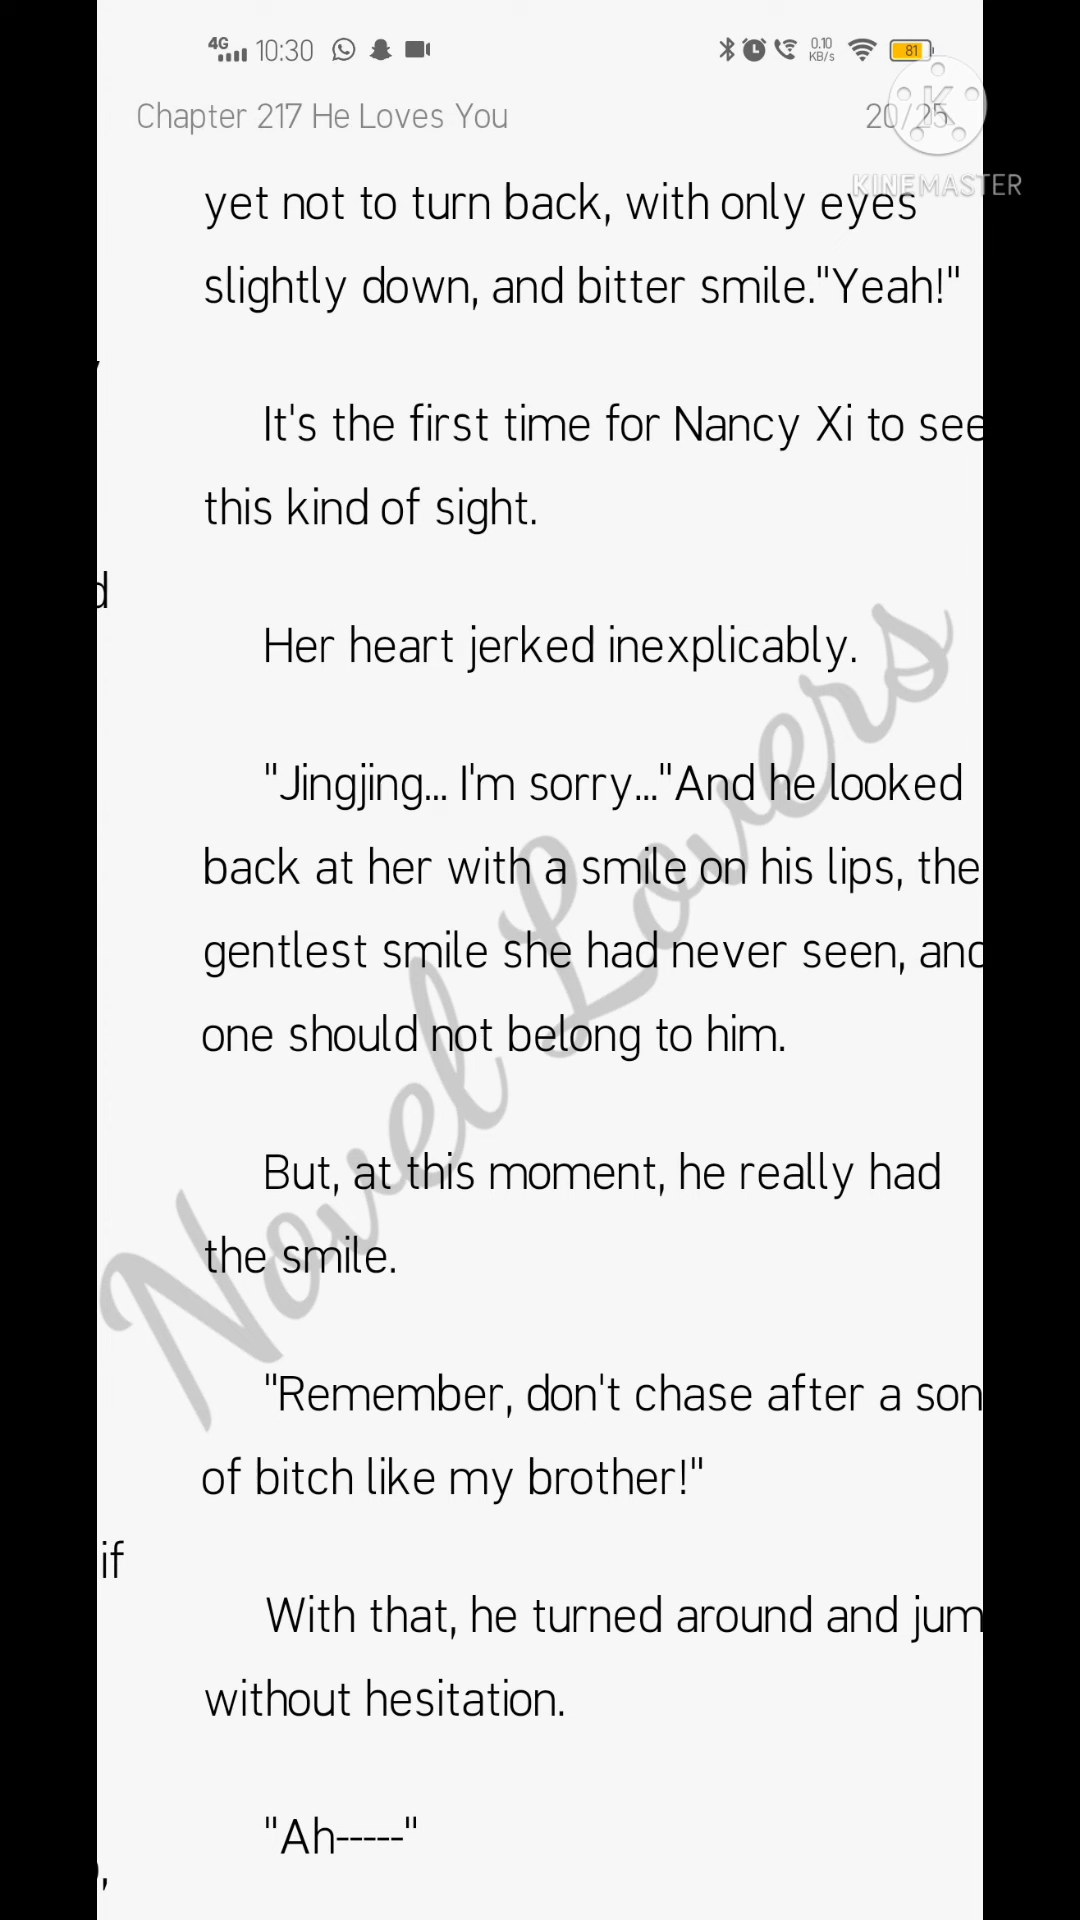 4G 10:30 0.10 KB/s 81
Chapter 217 He Loves You 20/25
KINEMASTER
yet not to turn back, with only eyes
slightly down, and bitter smile."Yeah!"
It's the first time for Nancy Xi to see
this kind of sight.
d
Her heart jerked inexplicably.
"Jingjing... I'm sorry..."And he looked
back at her with a smile on his lips, the
gentlest smile she had never seen, and
one should not belong to him.
But, at this moment, he really had
the smile.
"Remember, don't chase after a son
of bitch like my brother!"
if
With that, he turned around and jum
without hesitation.
"Ah-----"
Novel Lovers